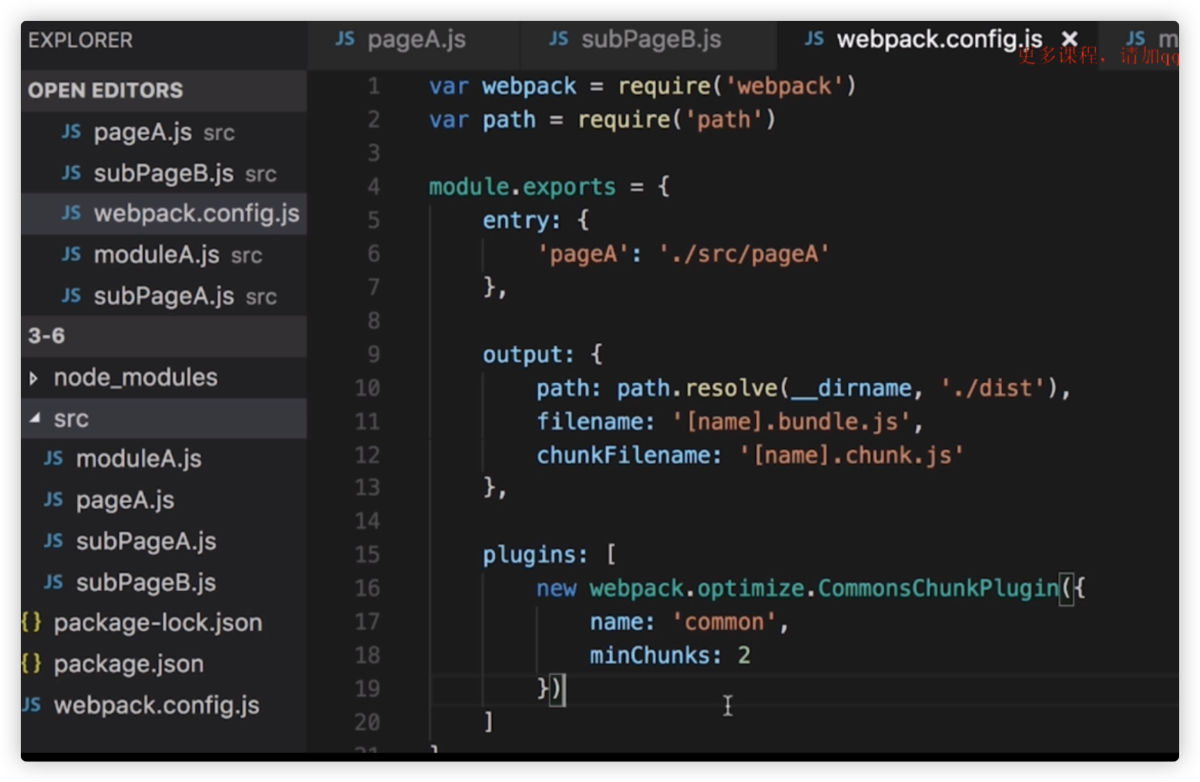 EXPLORER
OPEN EDITORS
JS pageA.js src
JS subPageB.js src
JS webpack.config.js
JS moduleA.js src
JS subPageA.js src
3-6
node_modules
src
JS moduleA.js
JS pageA.js
JS subPageA.js
JS subPageB.js
{} package-lock.json
{} package.json
JS webpack.config.js
JS pageA.js JS subPageB.js JS webpack.config.js × JS m
更多课程，请加qq
1 var webpack = require('webpack')
2 var path = require('path')
3
4 module.exports = {
5 entry: {
6 'pageA': './src/pageA'
7 },
8
9 output: {
10 path: path.resolve(__dirname, './dist'),
11 filename: '[name].bundle.js',
12 chunkFilename: '[name].chunk.js'
13 },
14
15 plugins: [
16 new webpack.optimize.CommonsChunkPlugin({
17 name: 'common',
18 minChunks: 2
19 })
20 ]
21 }